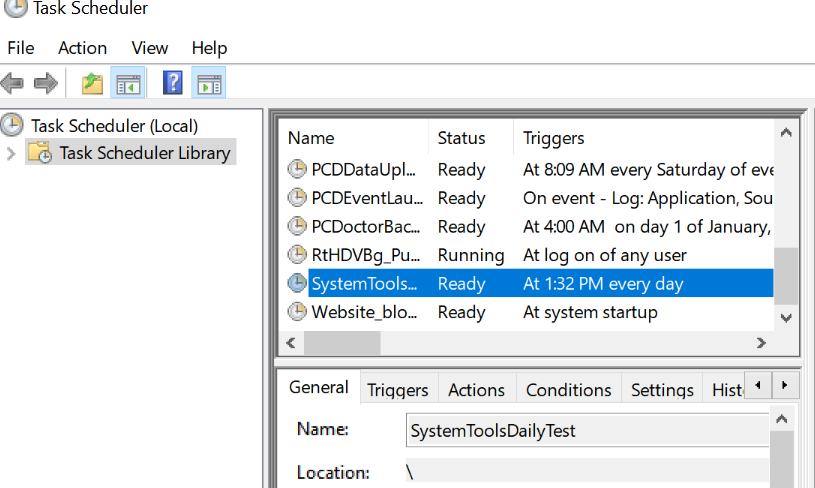 Task Scheduler
File Action View Help
Task Scheduler (Local)
Task Scheduler Library
Name Status Triggers
PCDDataUpl... Ready At 8:09 AM every Saturday of eve
PCDEventLau... Ready On event - Log: Application, Sou
PCDoctorBac... Ready At 4:00 AM on day 1 of January,
RtHDVBg_Pu... Running At log on of any user
SystemTools... Ready At 1:32 PM every day
Website_blo... Ready At system startup
General Triggers Actions Conditions Settings Hist
Name: SystemToolsDailyTest
Location: \